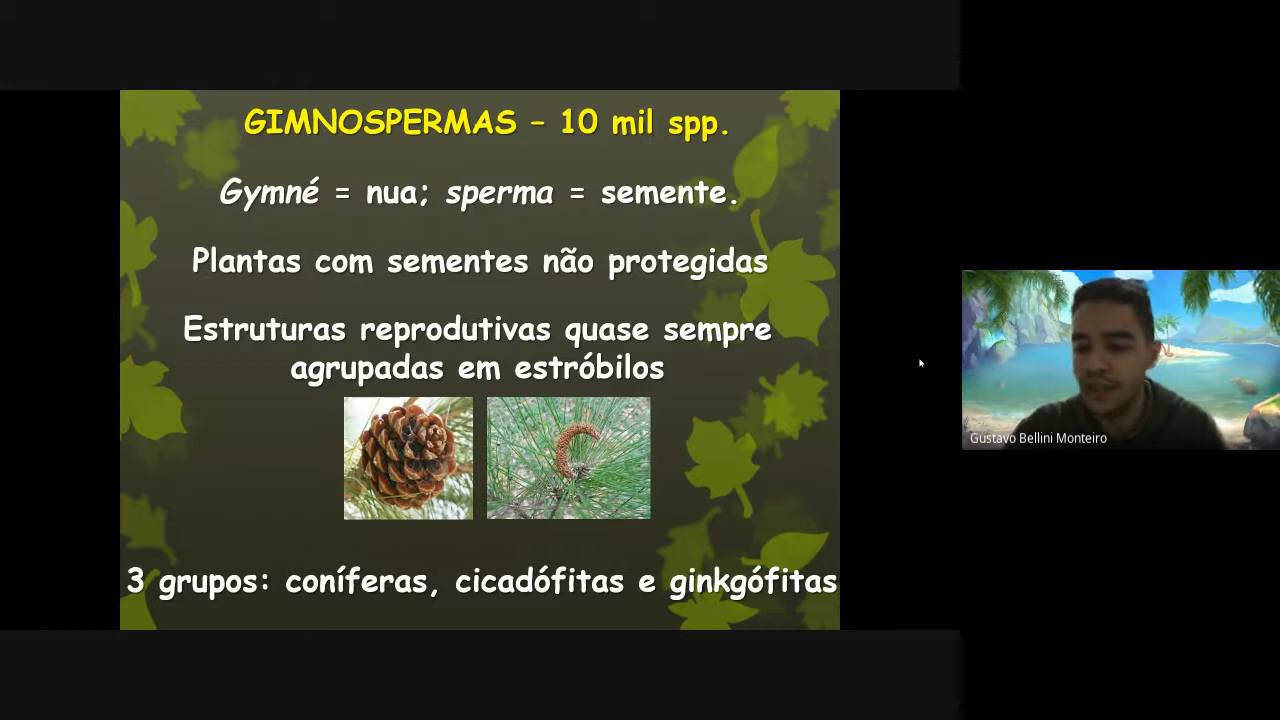 GIMNOSPERMAS – 10 mil spp.
Gymné = nua; sperma = semente.
Plantas com sementes não protegidas
Estruturas reprodutivas quase sempre
agrupadas em estróbilos
3 grupos: coníferas, cicadófitas e ginkgófitas
Gustavo Bellini Monteiro